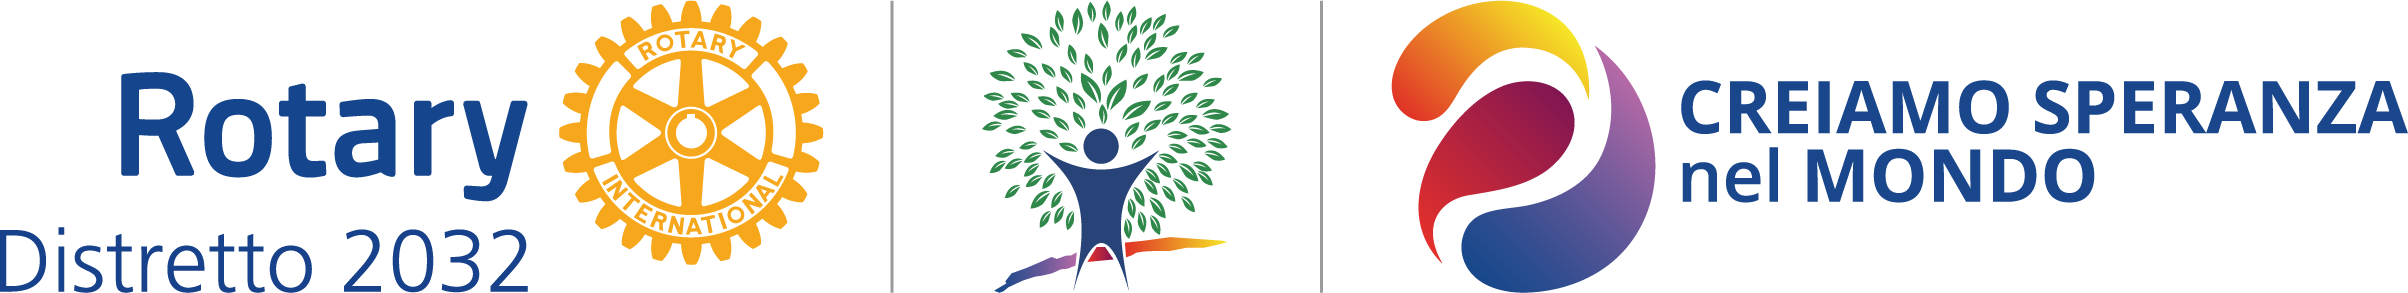 Rotary
Distretto 2032
ROTARY
INTERNATIONAL
CREIAMO SPERANZA
nel MONDO